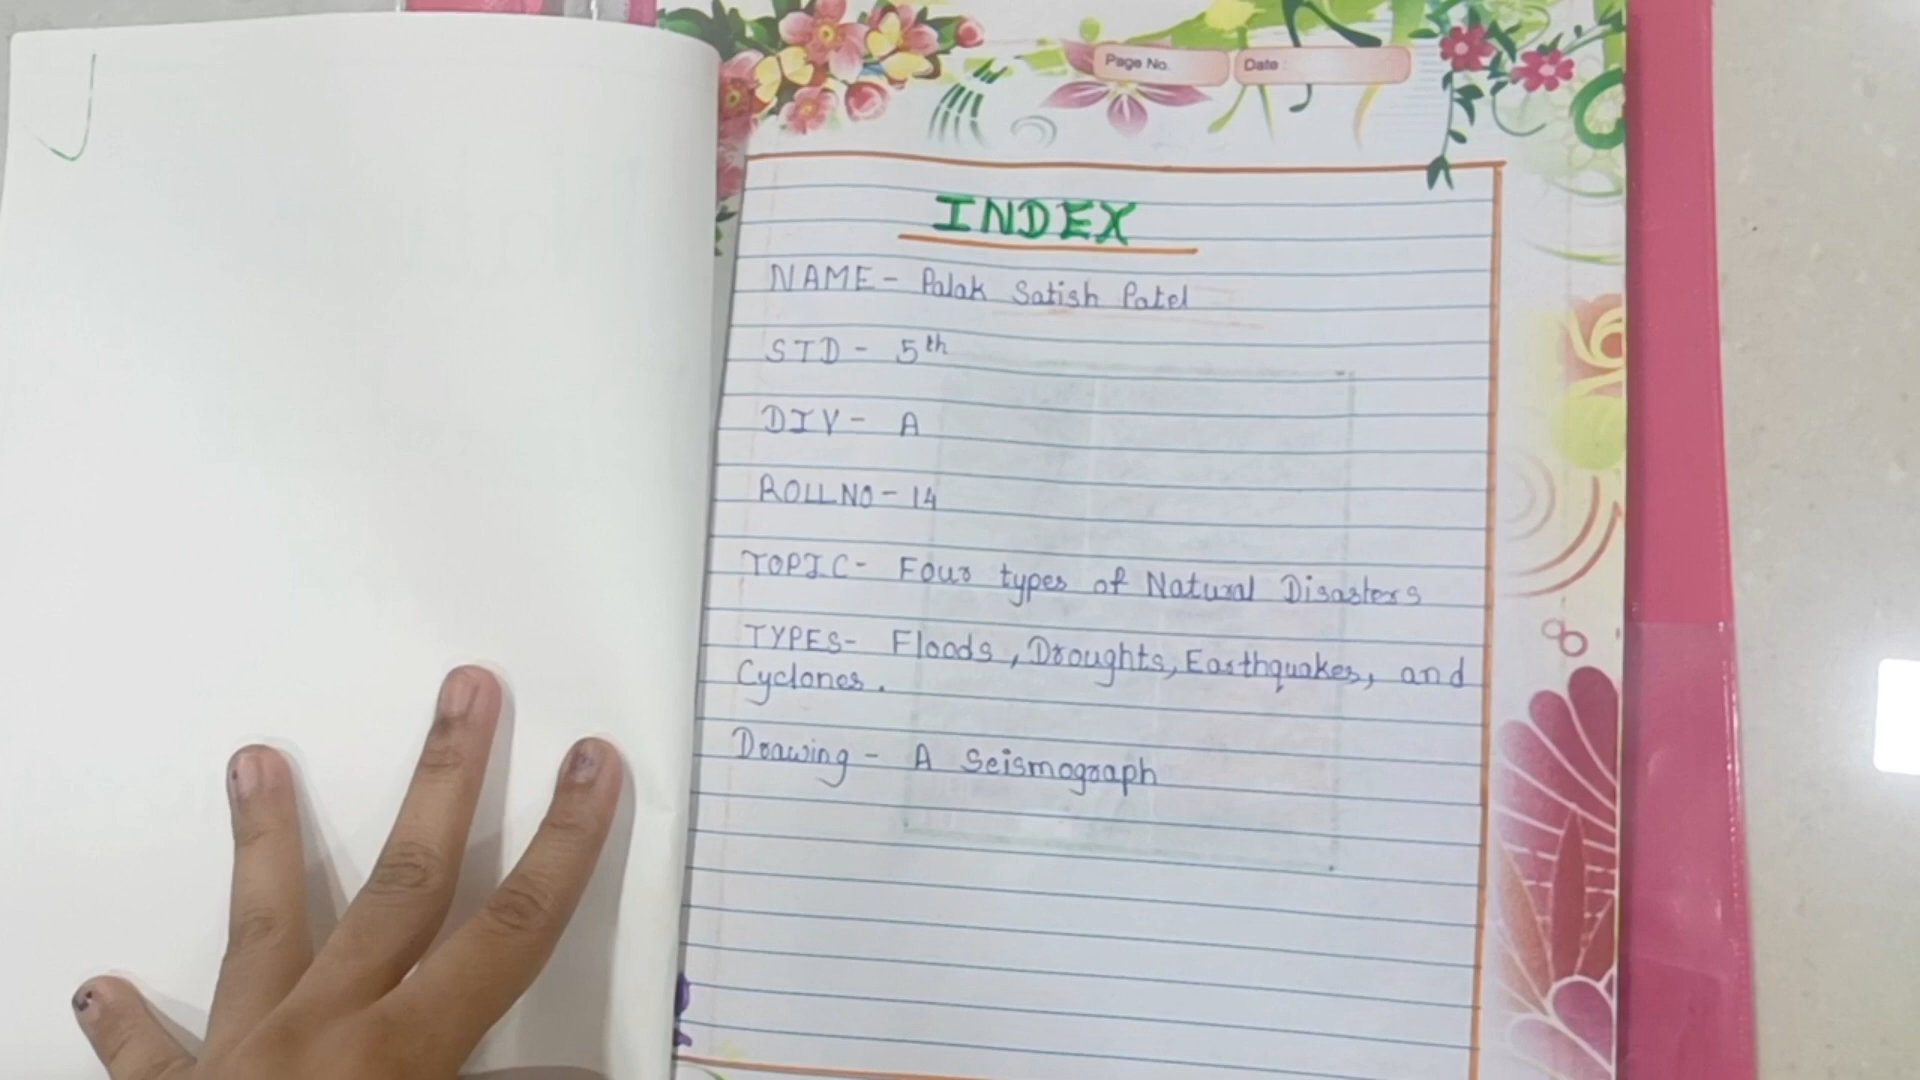 Page No.
Date :
INDEX
NAME - Palak Satish Patel
STD - 5th
DIV - A
ROLLNO - 14
TOPIC - Four types of Natural Disasters
TYPES - Floods, Droughts, Earthquakes, and
Cyclones.
Drawing - A Seismograph